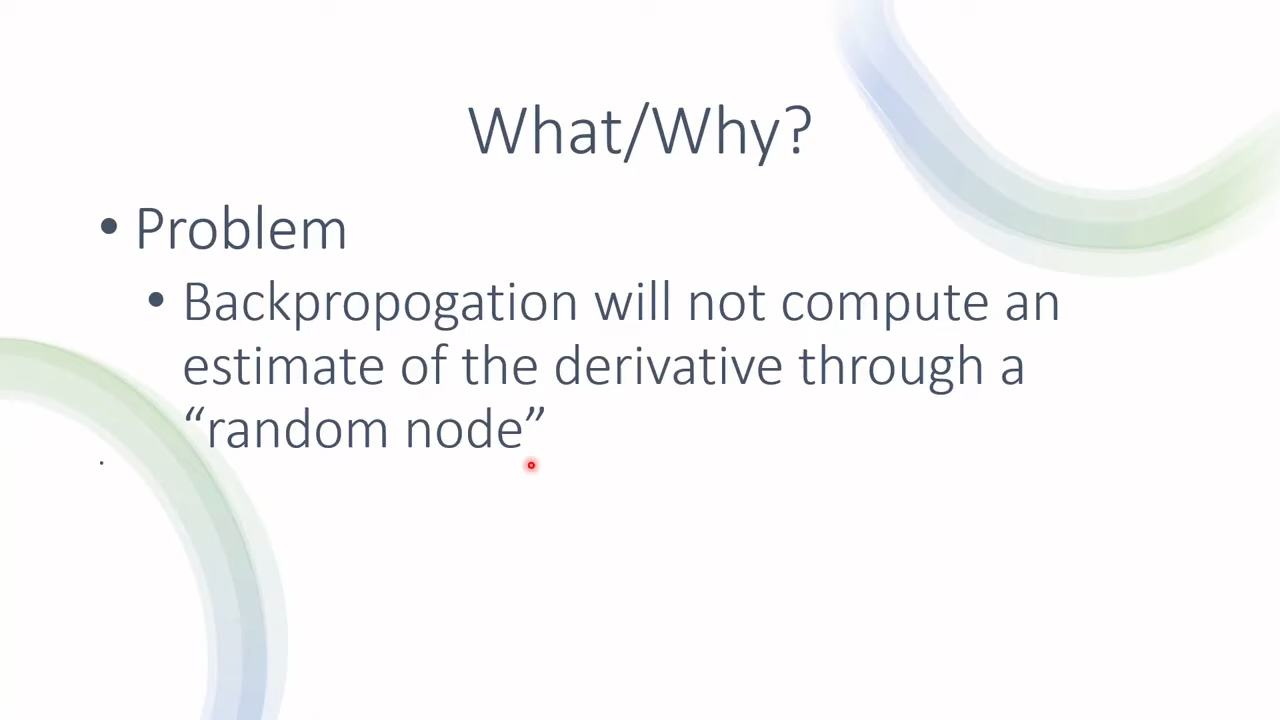 What/Why?
• Problem
• Backpropogation will not compute an
estimate of the derivative through a
“random node”